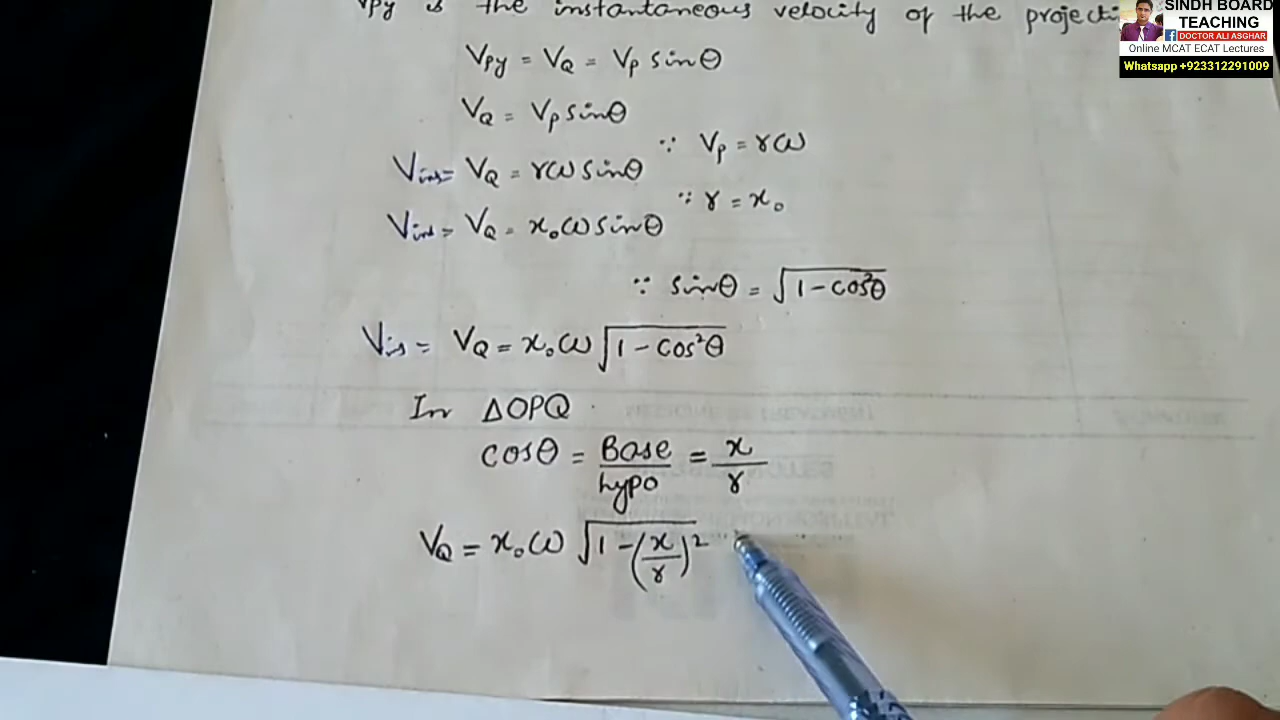 Vpy is the instantaneous velocity of the projecti
SINDH BOARD
TEACHING
f DOCTOR ALI ASGHAR
Online MCAT ECAT Lectures
Whatsapp +923312291009
Vpy = VQ = Vp sinθ
VQ = Vp sinθ
∵ Vp = rω
Vins = VQ = rω sinθ
∵ r = x₀
Vins = VQ = x₀ω sinθ
∵ sinθ = √(1 - cos²θ)
Vins = VQ = x₀ω √(1 - cos²θ)
In ΔOPQ
cosθ = Base/hypo = x/r
VQ = x₀ω √(1 - (x/r)²)